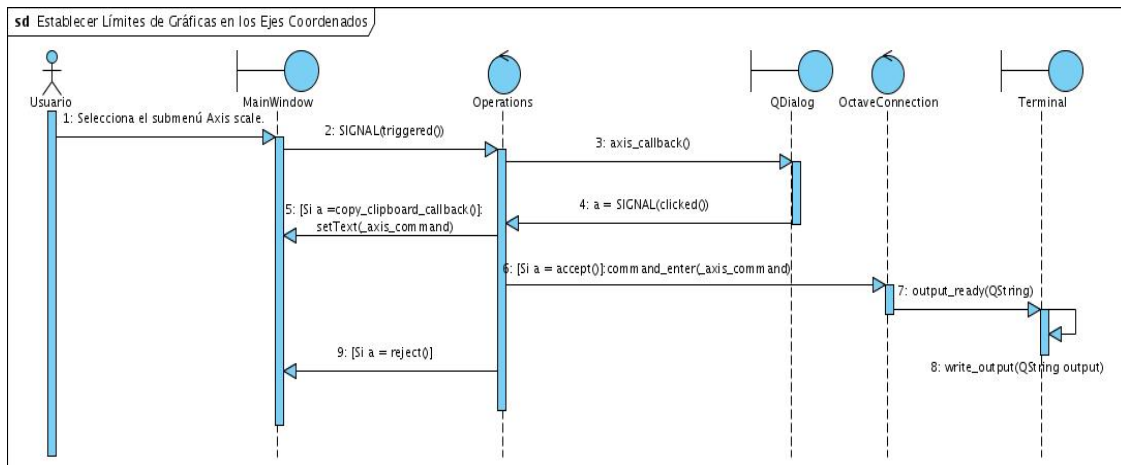 sd Establecer Límites de Gráficas en los Ejes Coordenados
Usuario
MainWindow
Operations
QDialog
OctaveConnection
Terminal
1: Selecciona el submenú Axis scale.
2: SIGNAL(triggered())
3: axis_callback()
4: a = SIGNAL(clicked())
5: [Si a =copy_clipboard_callback()]:
setText(_axis_command)
6: [Si a = accept()]:command_enter(_axis_command)
7: output_ready(QString)
8: write_output(QString output)
9: [Si a = reject()]